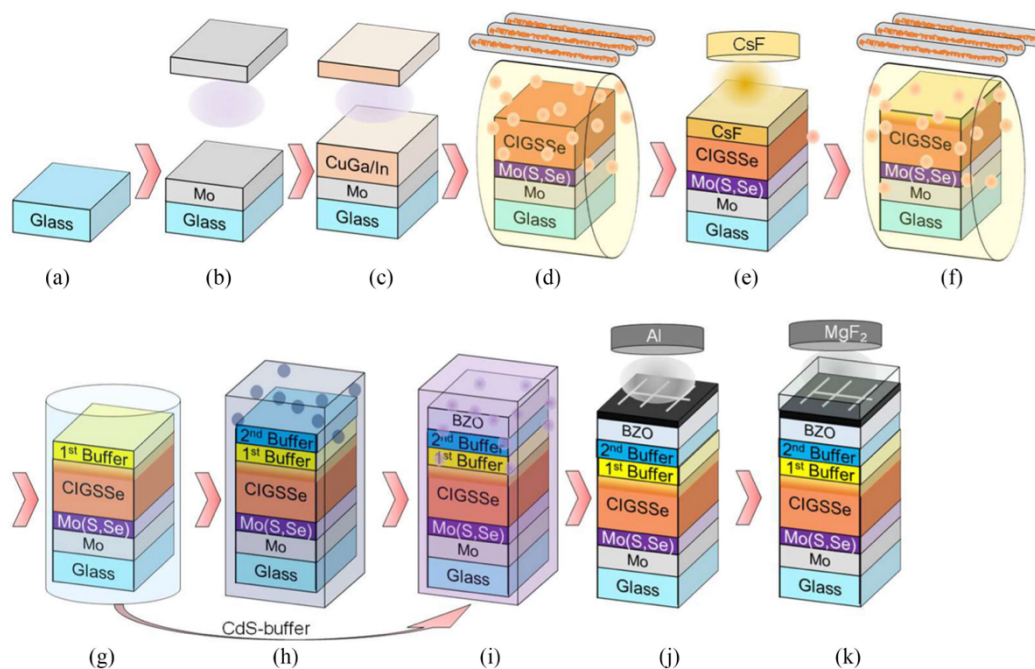 Glass
(a)
Mo
Glass
(b)
CuGa/In
Mo
Glass
(c)
CIGSSe
Mo(S,Se)
Mo
Glass
(d)
CsF
CsF
CIGSSe
Mo(S,Se)
Mo
Glass
(e)
CIGSSe
Mo(S,Se)
Mo
Glass
(f)
1st Buffer
CIGSSe
Mo(S,Se)
Mo
Glass
(g)
CdS-buffer
2nd Buffer
1st Buffer
CIGSSe
Mo(S,Se)
Mo
Glass
(h)
BZO
2nd Buffer
1st Buffer
CIGSSe
Mo(S,Se)
Mo
Glass
(i)
Al
BZO
2nd Buffer
1st Buffer
CIGSSe
Mo(S,Se)
Mo
Glass
(j)
MgF2
BZO
2nd Buffer
1st Buffer
CIGSSe
Mo(S,Se)
Mo
Glass
(k)